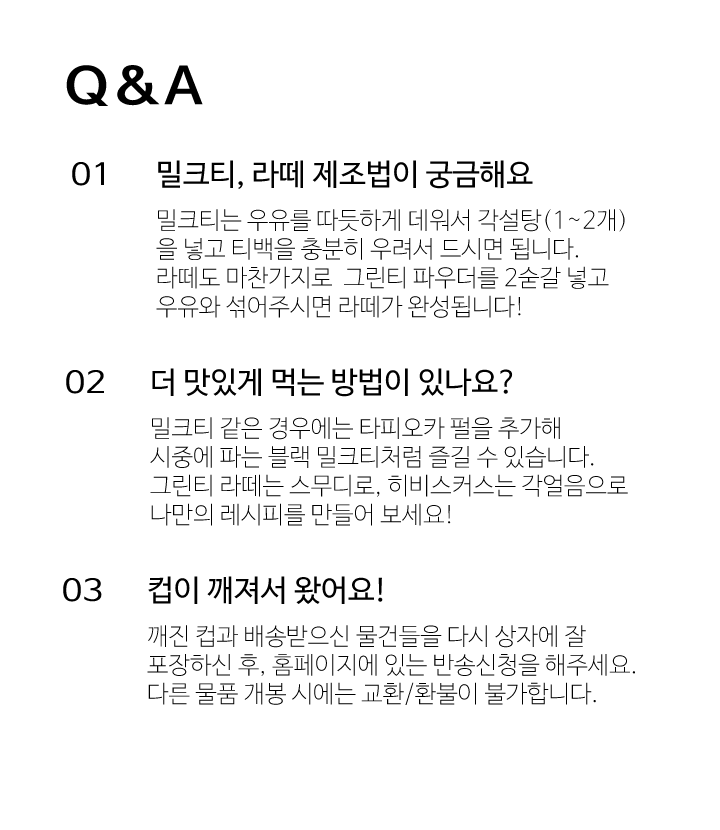 Q&A
01 밀크티, 라떼 제조법이 궁금해요
밀크티는 우유를 따듯하게 데워서 각설탕(1~2개)
을 넣고 티백을 충분히 우려서 드시면 됩니다.
라떼도 마찬가지로 그린티 파우더를 2숟갈 넣고
우유와 섞어주시면 라떼가 완성됩니다!
02 더 맛있게 먹는 방법이 있나요?
밀크티 같은 경우에는 타피오카 펄을 추가해
시중에 파는 블랙 밀크티처럼 즐길 수 있습니다.
그린티 라떼는 스무디로, 히비스커스는 각얼음으로
나만의 레시피를 만들어 보세요!
03 컵이 깨져서 왔어요!
깨진 컵과 배송받으신 물건들을 다시 상자에 잘
포장하신 후, 홈페이지에 있는 반송신청을 해주세요.
다른 물품 개봉 시에는 교환/환불이 불가합니다.